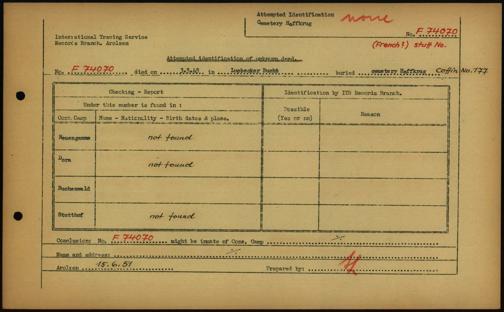 Attempted Identification
Cemetery Haffkrug
none
International Tracing Service
Records Branch, Arolsen
No. F 74070
(French?) stuff No.
Attempted identification of unknown dead.
No. F 74070 died on 3.5.45 in Luebecker Bucht buried cemetery Haffkrug Coffin No. 177
Checking - Report
Identification by ITS Records Branch.
Under this number is found in :
Possible
(Yes or no)
Reason
Conc.Camp
Name - Nationality - Birth dates & place.
Neuengamme not found
Dora not found
Buchenwald
Stutthof not found
Conclusion: No. F 74070 might be inmate of Conc. Camp
Name and address:
Arolsen 15.6.51
Prepared by: